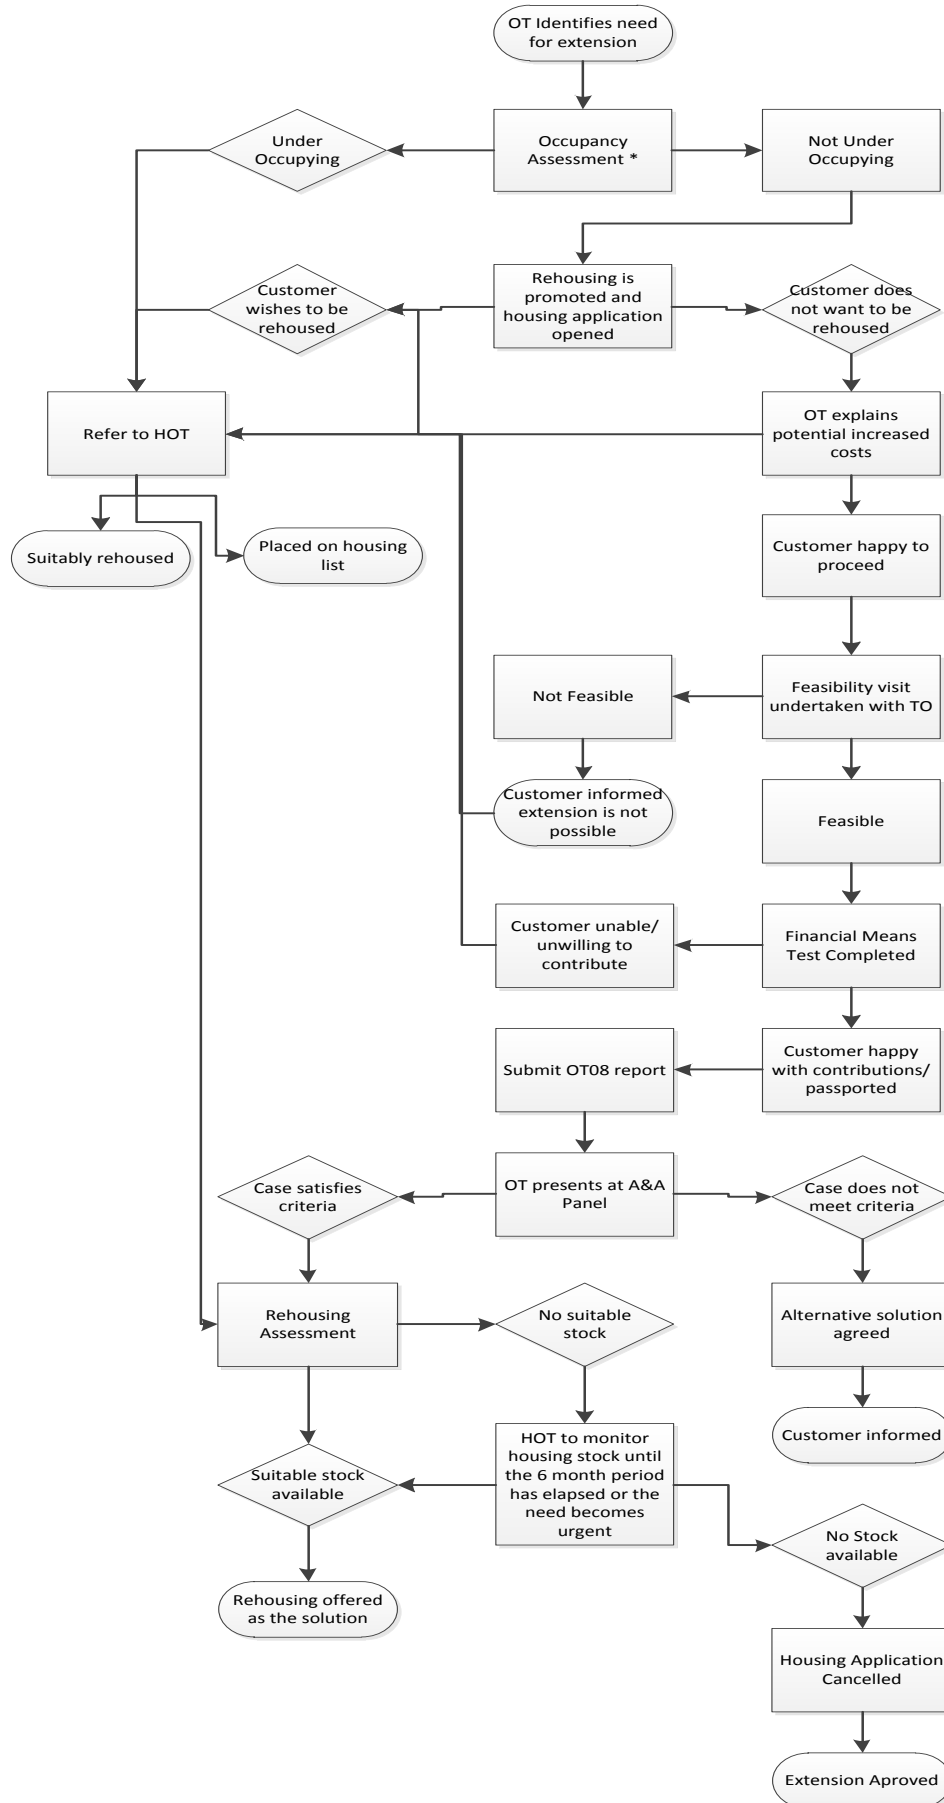 OT Identifies need
for extension
Under
Occupying
Occupancy
Assessment *
Not Under
Occupying
Customer
wishes to be
rehoused
Rehousing is
promoted and
housing application
opened
Customer does
not want to be
rehoused
Refer to HOT
OT explains
potential increased
costs
Suitably rehoused
Placed on housing
list
Customer happy to
proceed
Not Feasible
Feasibility visit
undertaken with TO
Customer informed
extension is not
possible
Feasible
Customer unable/
unwilling to
contribute
Financial Means
Test Completed
Submit OT08 report
Customer happy
with contributions/
passported
Case satisfies
criteria
OT presents at A&A
Panel
Case does not
meet criteria
Rehousing
Assessment
No suitable
stock
Alternative solution
agreed
Customer informed
Suitable stock
available
HOT to monitor
housing stock until
the 6 month period
has elapsed or the
need becomes
urgent
No Stock
available
Rehousing offered
as the solution
Housing Application
Cancelled
Extension Aproved